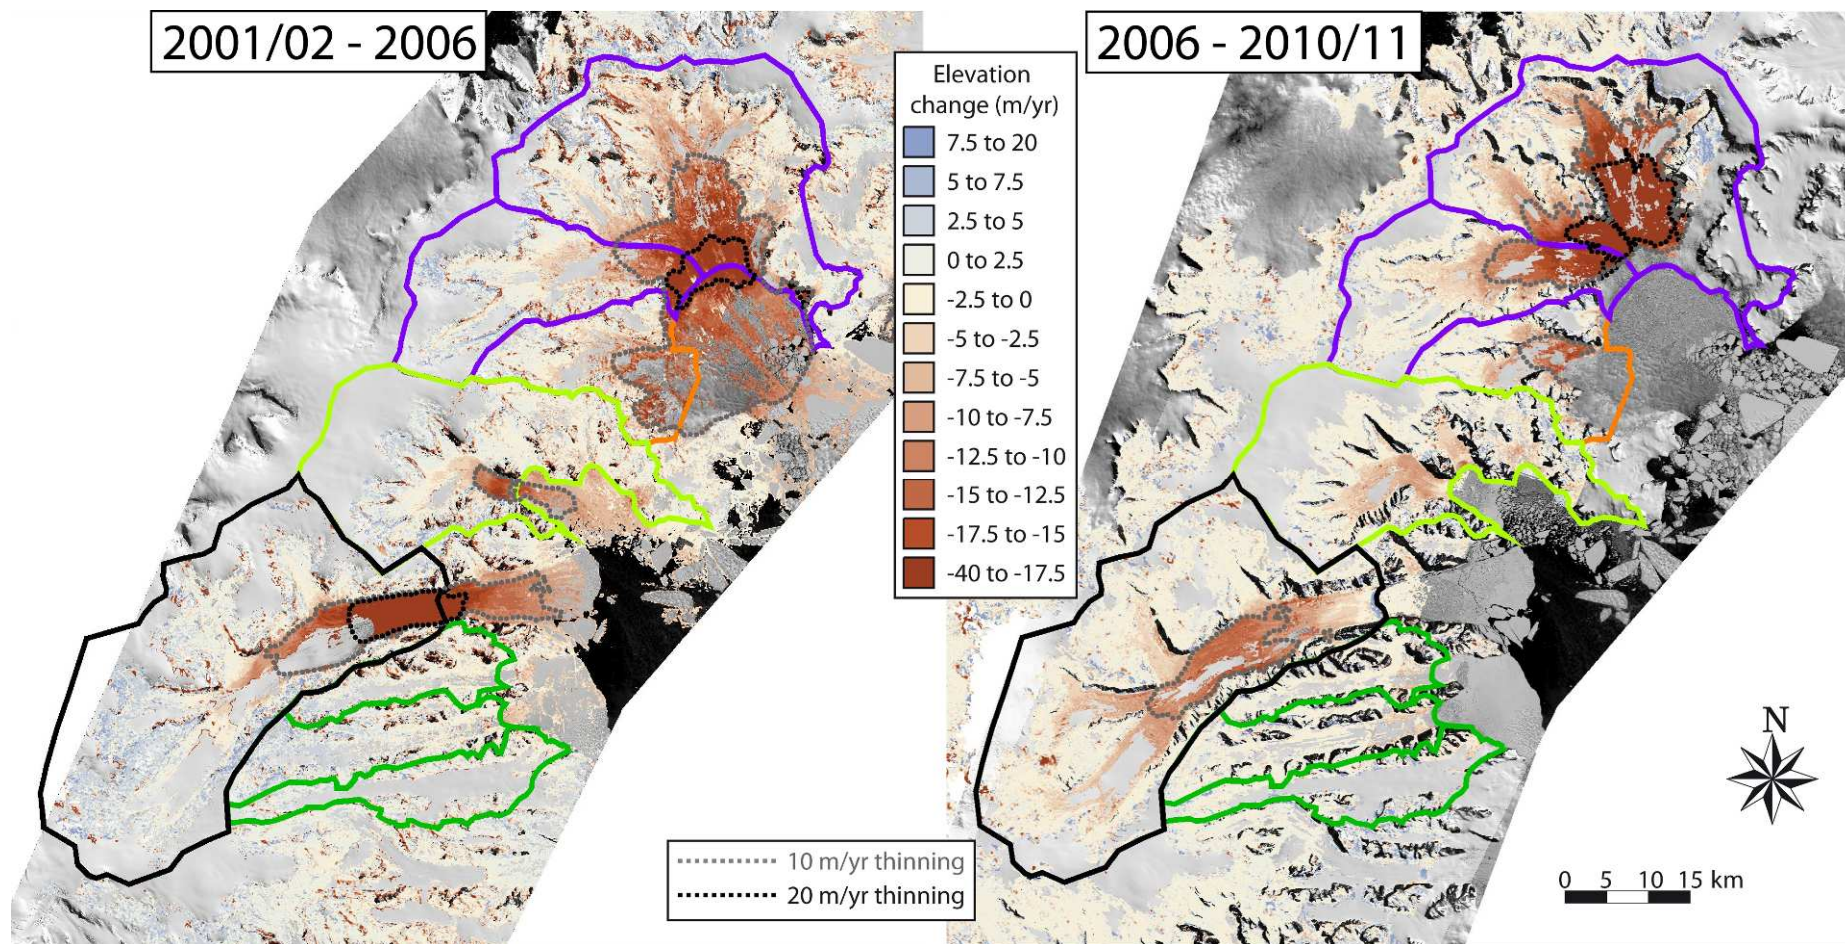 2001/02 - 2006
2006 - 2010/11
Elevation
change (m/yr)
7.5 to 20
5 to 7.5
2.5 to 5
0 to 2.5
-2.5 to 0
-5 to -2.5
-7.5 to -5
-10 to -7.5
-12.5 to -10
-15 to -12.5
-17.5 to -15
-40 to -17.5
10 m/yr thinning
20 m/yr thinning
N
0 5 10 15 km